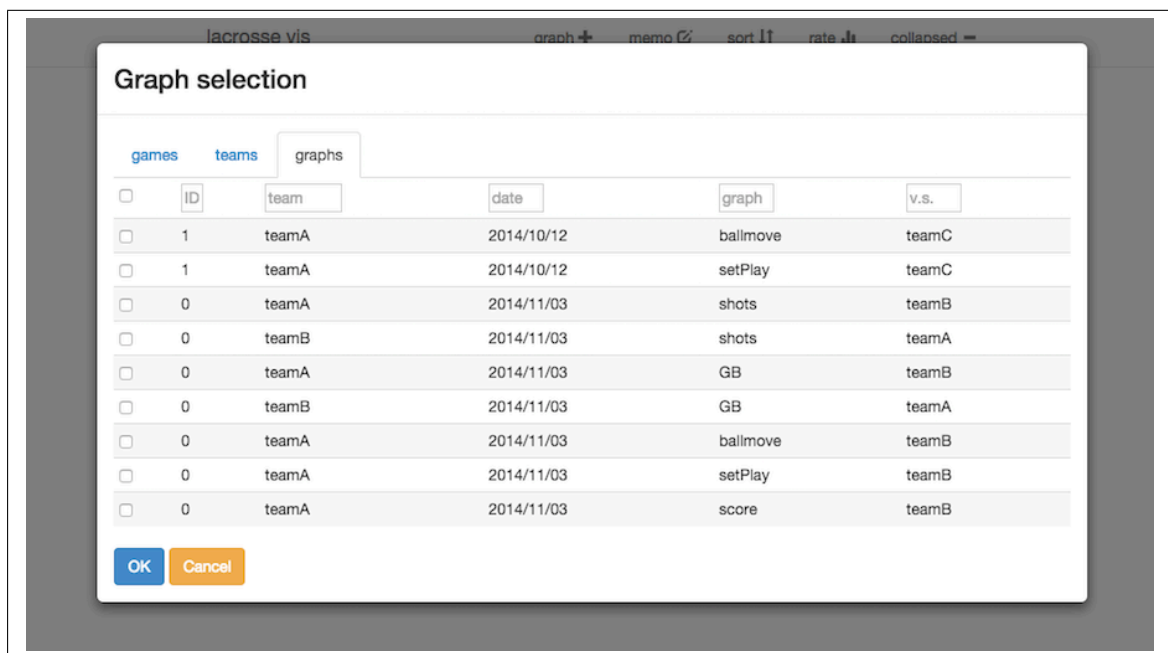 lacrosse vis graph memo sort rate collapsed
Graph selection
games teams graphs
ID team date graph v.s.
1 teamA 2014/10/12 ballmove teamC
1 teamA 2014/10/12 setPlay teamC
0 teamA 2014/11/03 shots teamB
0 teamB 2014/11/03 shots teamA
0 teamA 2014/11/03 GB teamB
0 teamB 2014/11/03 GB teamA
0 teamA 2014/11/03 ballmove teamB
0 teamA 2014/11/03 setPlay teamB
0 teamA 2014/11/03 score teamB
OK Cancel